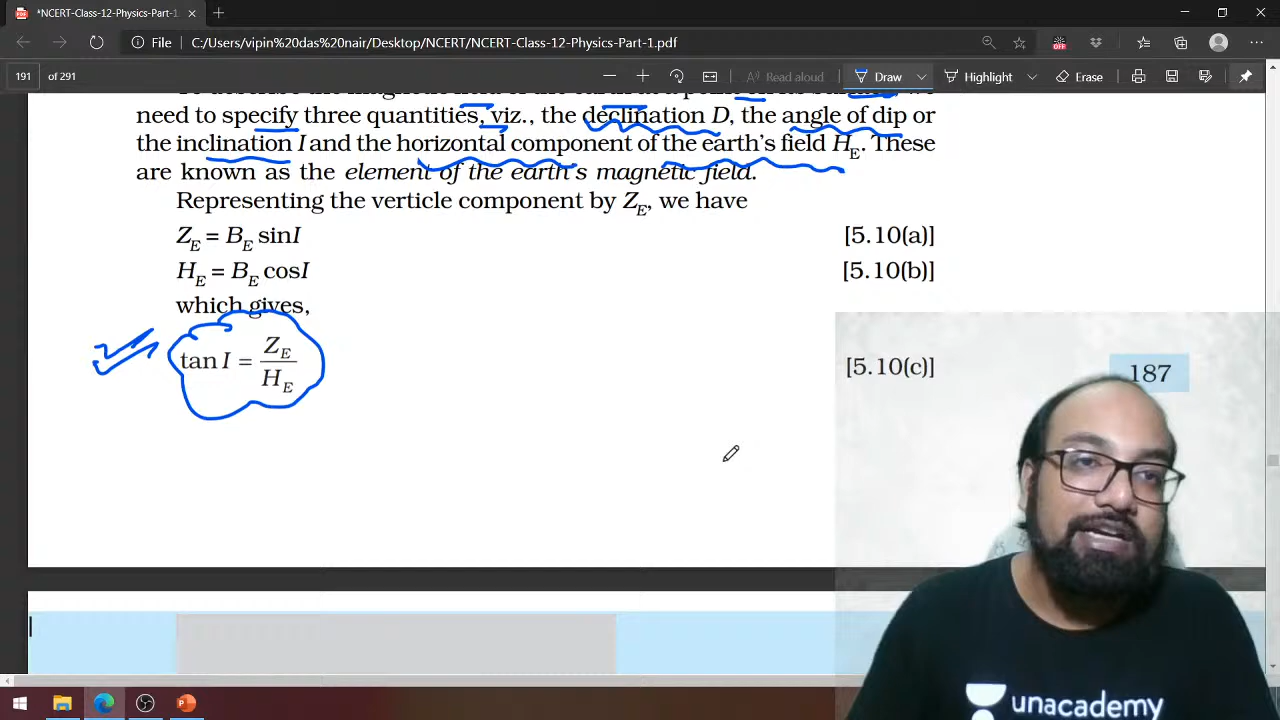 *NCERT-Class-12-Physics-Part-1.
File C:/Users/vipin%20das%20nair/Desktop/NCERT/NCERT-Class-12-Physics-Part-1.pdf
191 of 291 Read aloud Draw Highlight Erase
need to specify three quantities, viz., the declination D, the angle of dip or
the inclination I and the horizontal component of the earth's field H_E. These
are known as the element of the earth's magnetic field.
Representing the verticle component by Z_E, we have
Z_E = B_E sinI [5.10(a)]
H_E = B_E cosI [5.10(b)]
which gives,
tan I = Z_E / H_E [5.10(c)]
187
unacademy